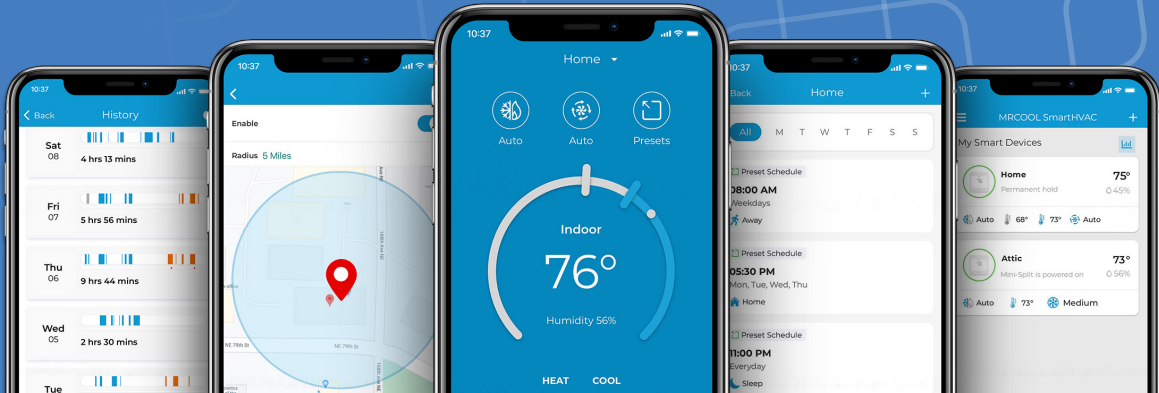 10:37
Back
History
Sat
08
4 hrs 13 mins
Fri
07
5 hrs 56 mins
Thu
06
9 hrs 44 mins
Wed
05
2 hrs 30 mins
Tue
10:37
Enable
Radius 5 Miles
NE 79th St
NE 79th St
10:37
Home
Auto
Auto
Presets
Indoor
76°
Humidity 56%
HEAT COOL
10:37
Back
Home
+
All M T W T F S S
Preset Schedule
08:00 AM
Weekdays
Away
Preset Schedule
05:30 PM
Mon, Tue, Wed, Thu
Home
Preset Schedule
11:00 PM
Everyday
Sleep
10:37
MRCOOL SmartHVAC
+
My Smart Devices
Home 75°
Permanent hold 45%
Auto 68° 73° Auto
Attic 73°
Mini-Split is powered on 56%
Auto 73° Medium